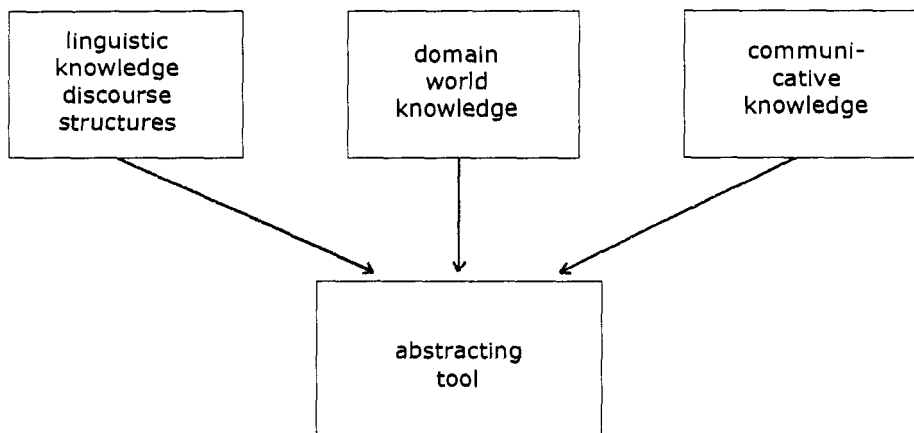 linguistic
knowledge
discourse
structures
domain
world
knowledge
communi-
cative
knowledge
abstracting
tool